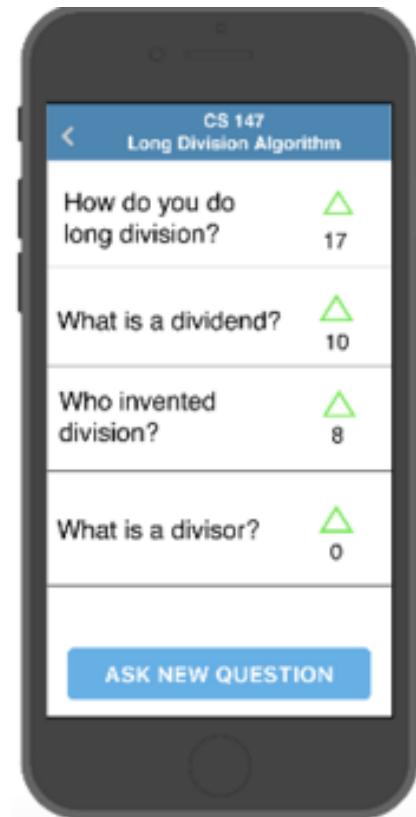 CS 147
Long Division Algorithm
How do you do
long division?
17
What is a dividend?
10
Who invented
division?
8
What is a divisor?
0
ASK NEW QUESTION